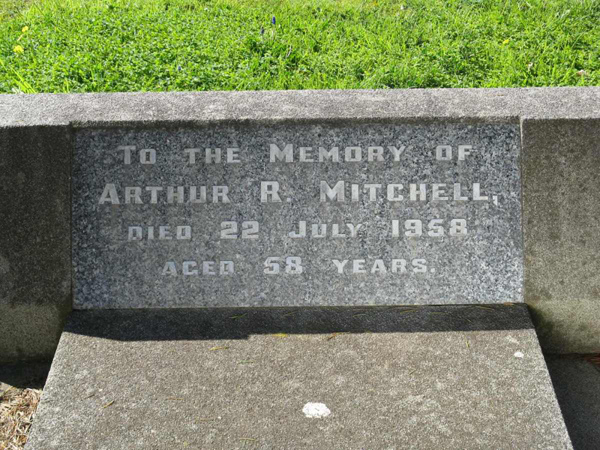 To the Memory of
Arthur R. Mitchell,
died 22 July 1958
aged 58 years.